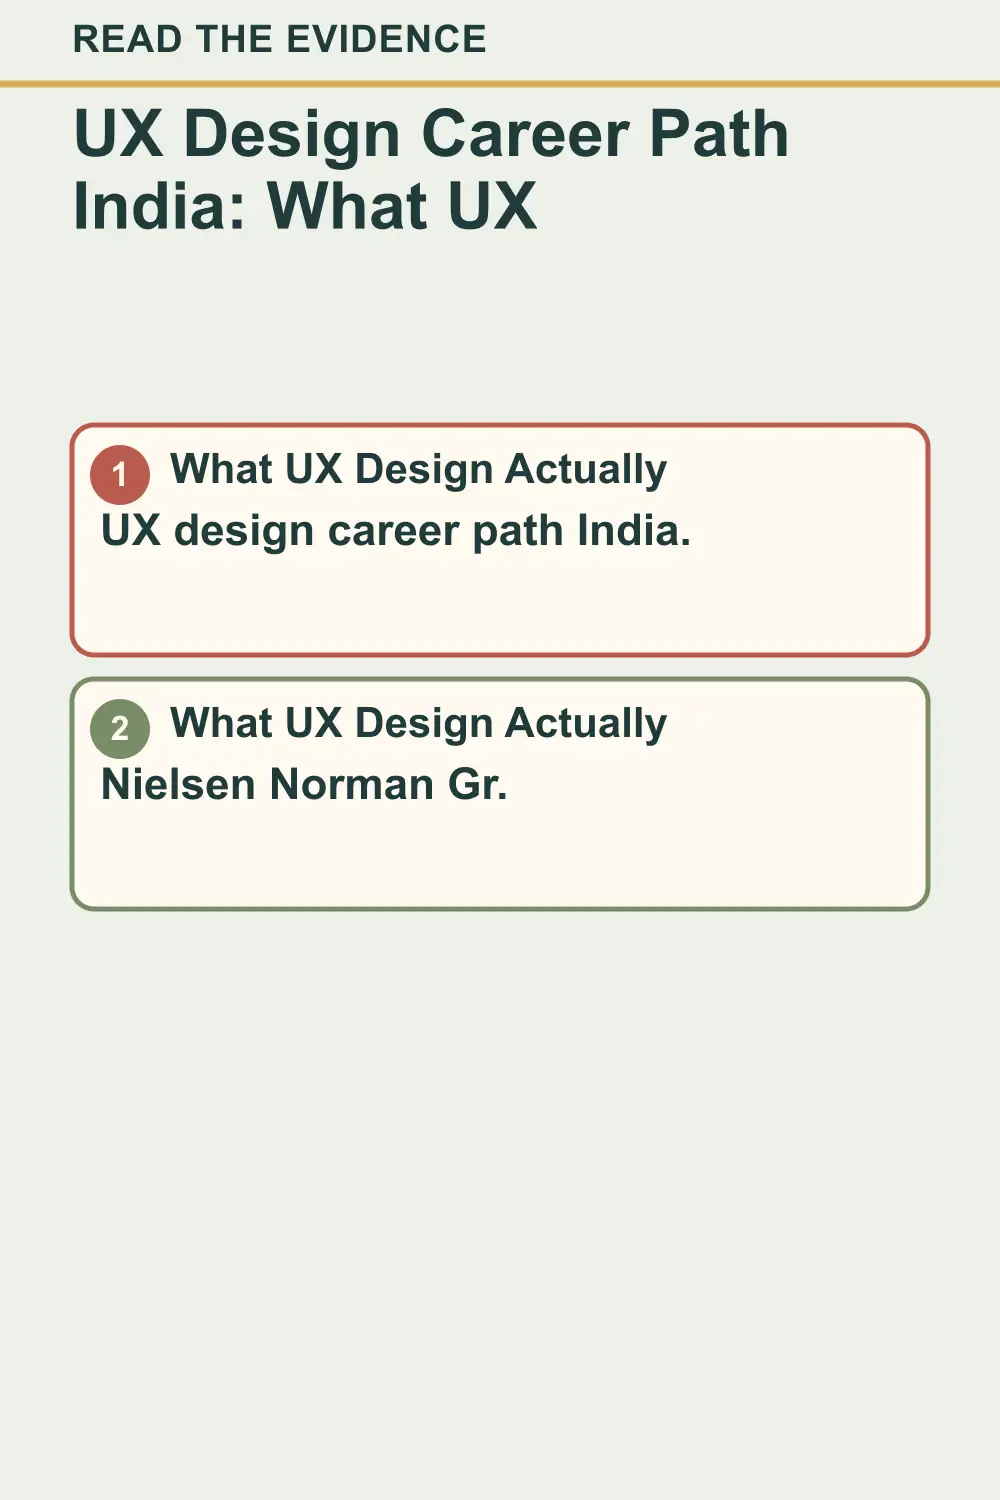 READ THE EVIDENCE
UX Design Career Path
India: What UX
1 What UX Design Actually
UX design career path India.
2 What UX Design Actually
Nielsen Norman Gr.